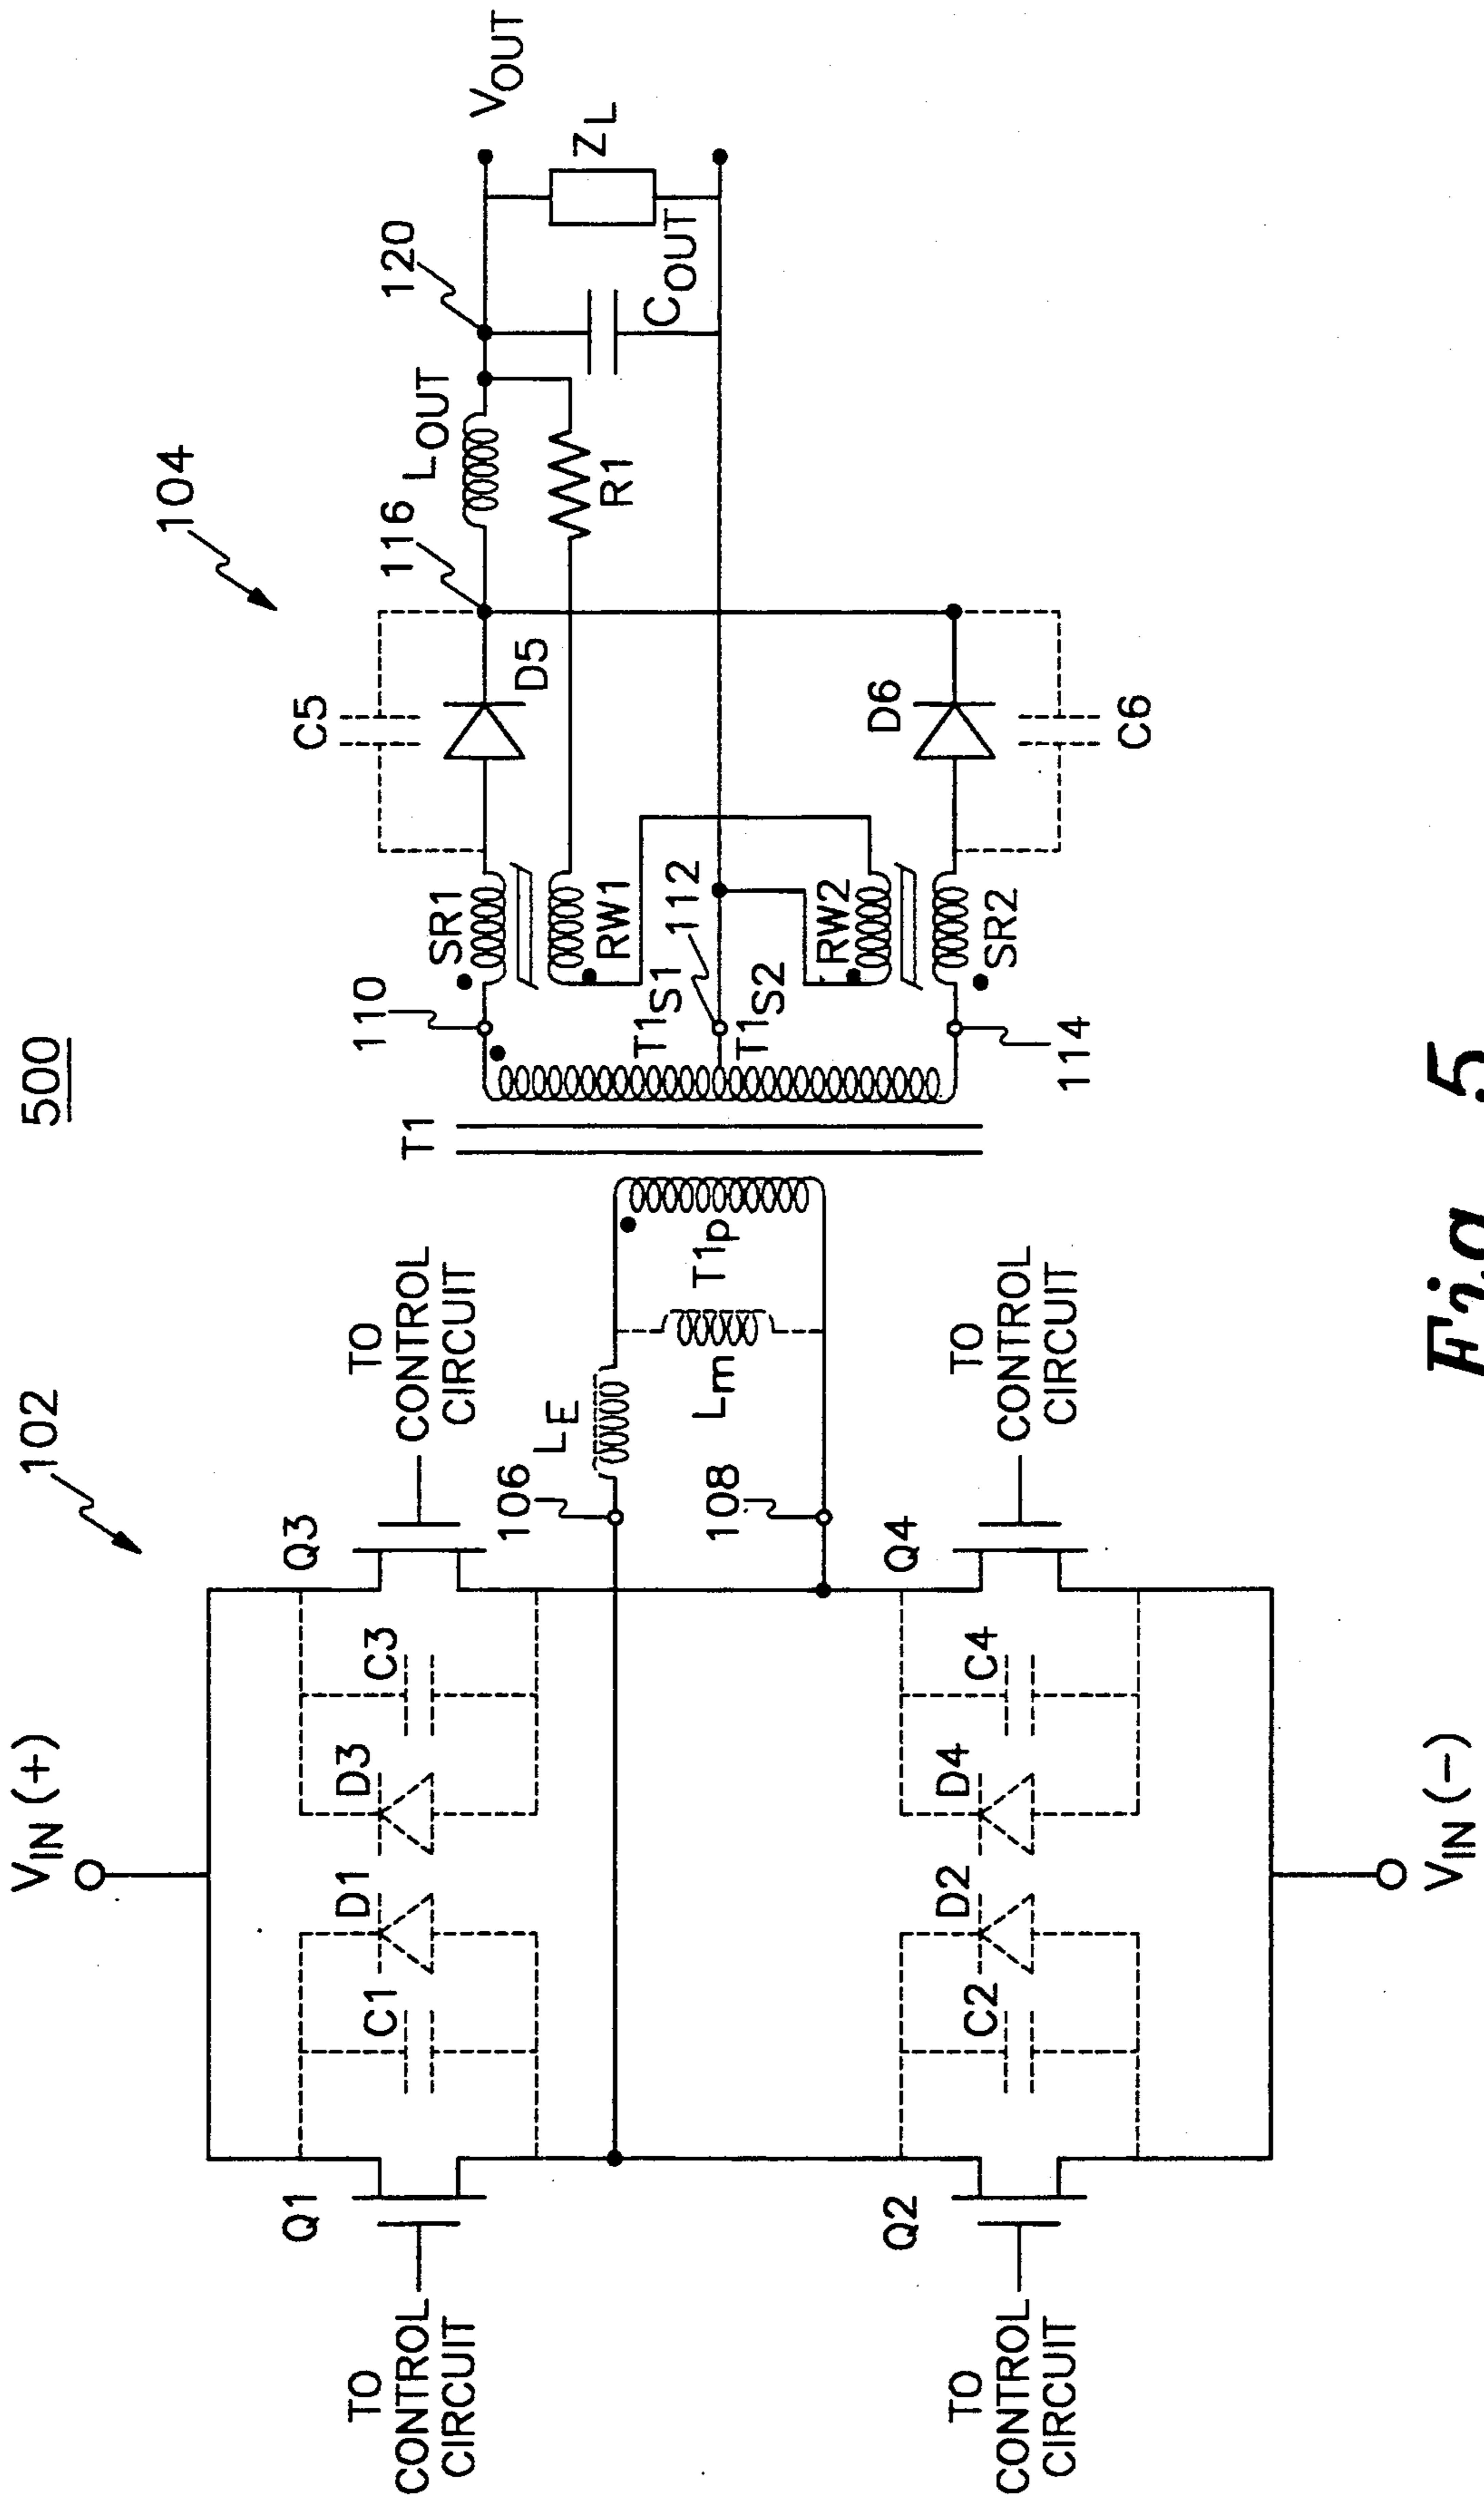 500
102
104
VIN (+)
Q1
TO
CONTROL
CIRCUIT
C1
D1
D3
C3
Q3
TO
CONTROL
CIRCUIT
106
LE
108
Lm
T1p
T1
110
SR1
RW1
112
T1S1
T1S2
RW2
SR2
114
C5
D5
D6
C6
116
LOUT
R1
120
COUT
ZL
VOUT
Q2
TO
CONTROL
CIRCUIT
C2
D2
D4
C4
Q4
TO
CONTROL
CIRCUIT
VIN (–)
Fig. 5